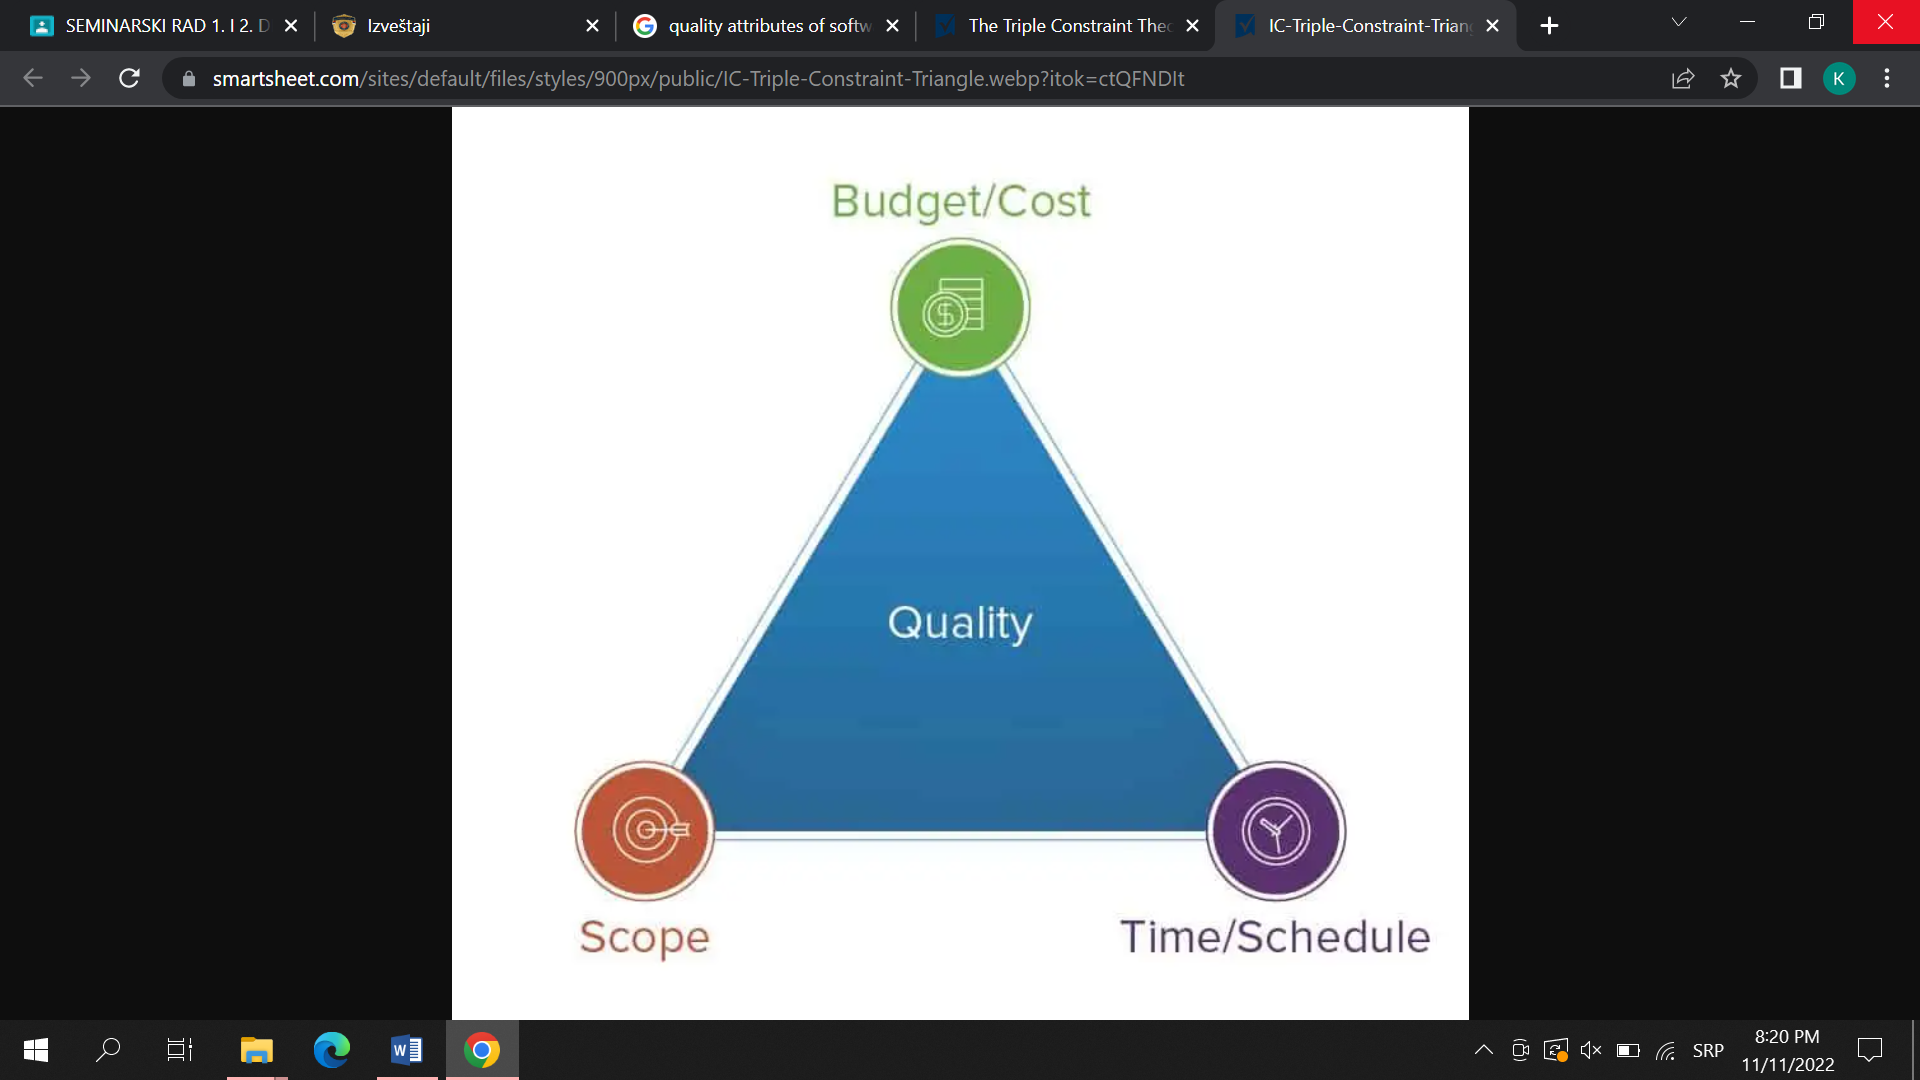 SEMINARSKI RAD 1. I 2. D
Izveštaji
quality attributes of softw
The Triple Constraint Theo
IC-Triple-Constraint-Triang
smartsheet.com/sites/default/files/styles/900px/public/IC-Triple-Constraint-Triangle.webp?itok=ctQFNDIt
K
Budget/Cost
$
Quality
Scope
Time/Schedule
W
SRP
8:20 PM
11/11/2022